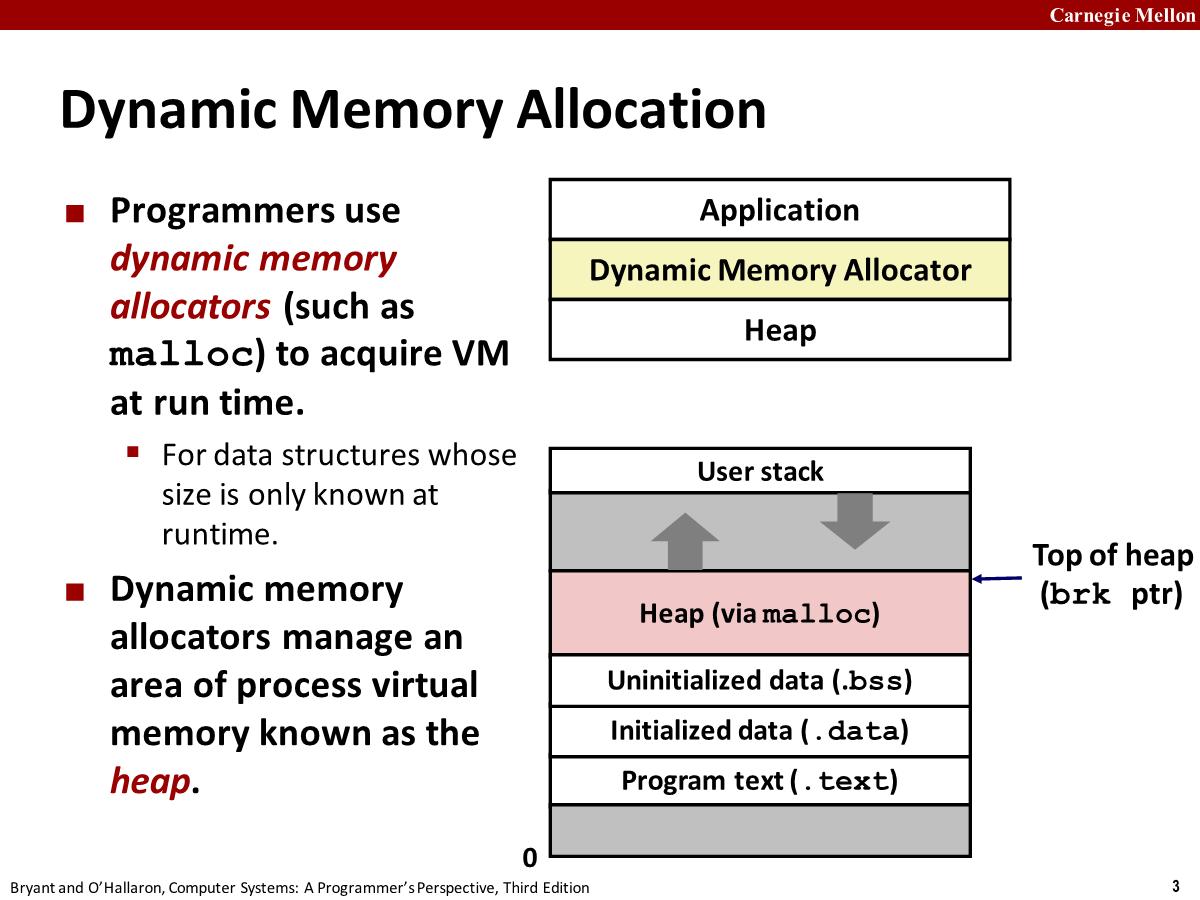 Carnegie Mellon
Dynamic Memory Allocation
■ Programmers use
dynamic memory
allocators (such as
malloc) to acquire VM
at run time.
▪ For data structures whose
size is only known at
runtime.
■ Dynamic memory
allocators manage an
area of process virtual
memory known as the
heap.
Application
Dynamic Memory Allocator
Heap
User stack
Top of heap
(brk ptr)
Heap (via malloc)
Uninitialized data (.bss)
Initialized data (.data)
Program text (.text)
0
Bryant and O’Hallaron, Computer Systems: A Programmer’s Perspective, Third Edition
3